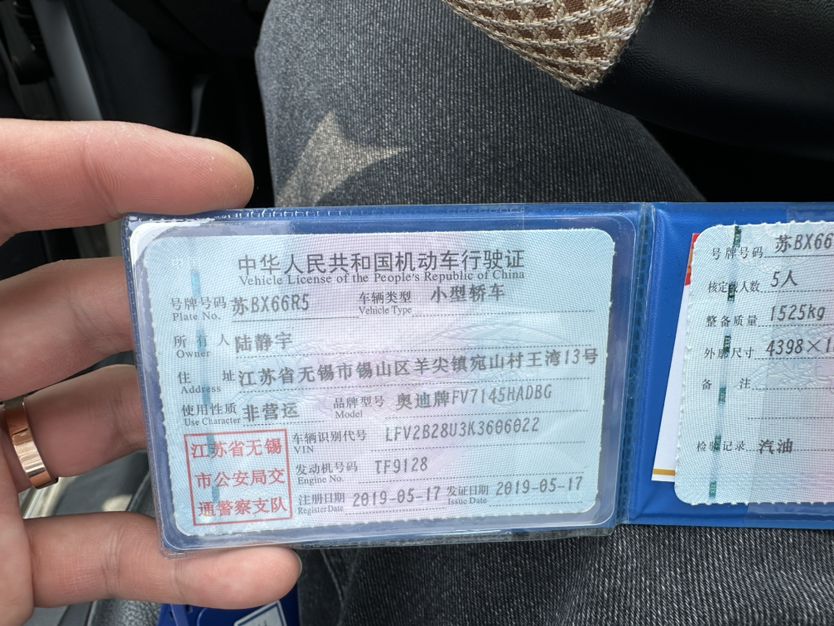 中华人民共和国机动车行驶证
Vehicle License of the People's Republic of China
号牌号码 苏BX66R5 车辆类型 小型轿车
Plate No. Vehicle Type
所有人 陆静宇
Owner
住址 江苏省无锡市锡山区羊尖镇宛山村王湾13号
Address
使用性质 非营运 品牌型号 奥迪牌FV7145HADBG
Use Character Model
车辆识别代号 LFV2B28U3K3606022
VIN
发动机号码 TF9128
Engine No.
注册日期 2019-05-17 发证日期 2019-05-17
Register Date Issue Date
江苏省无锡
市公安局交
通警察支队
号牌号码 苏BX66
核定载人数 5人
整备质量 1525kg
外廓尺寸 4398×1
备注
检验记录 汽油